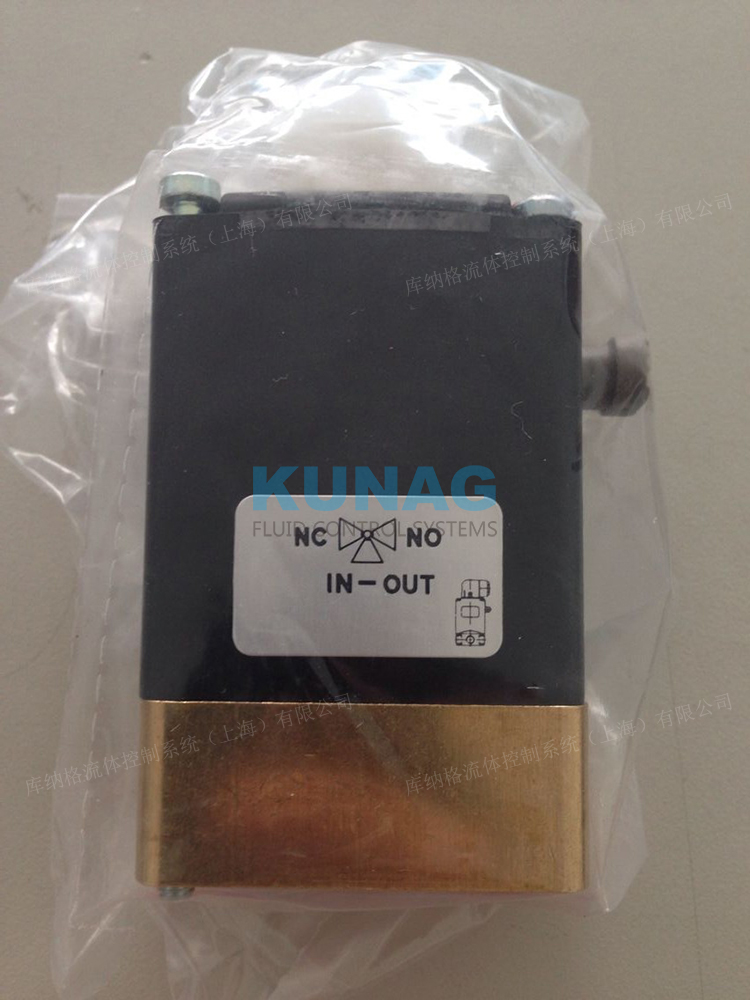 库纳格流体控制系统（上海）有限公司
库纳格流体控制系统（上海）有限公司
KUNAG
FLUID CONTROL SYSTEMS
NC NO
IN-OUT
库纳格流体控制系统（上海）有限公司
库纳格流体控制系统（上海）有限公司